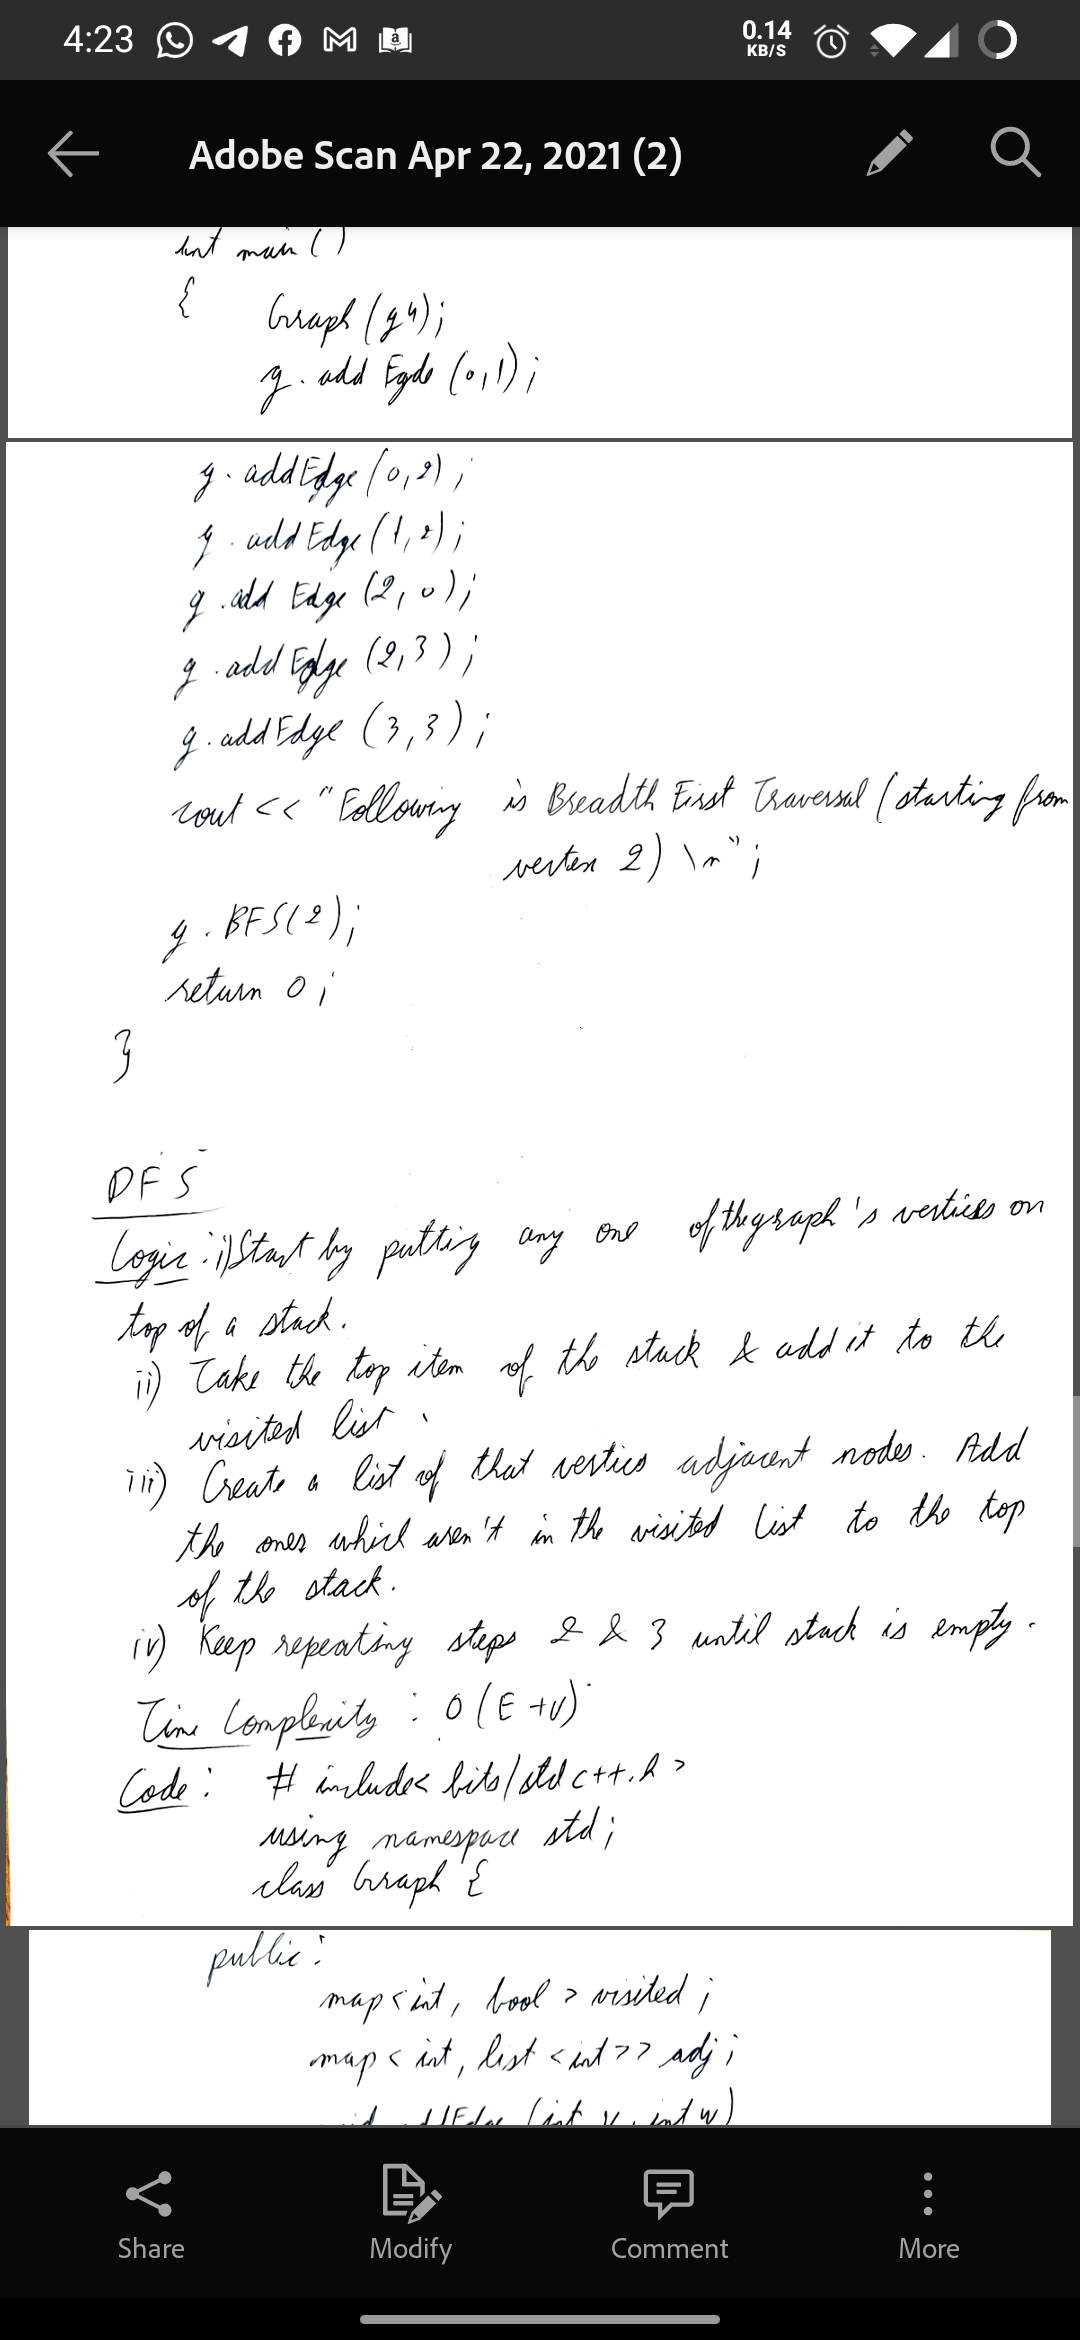 4:23
0.14
KB/S
Adobe Scan Apr 22, 2021 (2)
int main ( )
{ Graph (g4);
g. add Egde (0,1);
g. addEdge (0,2);
g. add Edge (1,2);
g. add Edge (2,0);
g. add Edge (2,3);
g. addEdge (3,3);
cout << "Following is Breadth First Traversal (starting from
vertex 2) \n";
g. BFS(2);
return 0;
}
DFS
Logic: i) Start by putting any one of the graph's vertices on
top of a stack.
ii) Take the top item of the stack & add it to the
visited list.
iii) Create a list of that vertics adjacent nodes. Add
the ones which aren't in the visited list to the top
of the stack.
iv) Keep repeating steps 2 & 3 until stack is empty.
Time Complexity: O(E+V)
Code: # include< bits/stdc++.h >
using namespace std;
class Graph {
public:
map<int, bool> visited;
map<int, list<int>> adj;
void addEdge (int v, int w)
Share
Modify
Comment
More